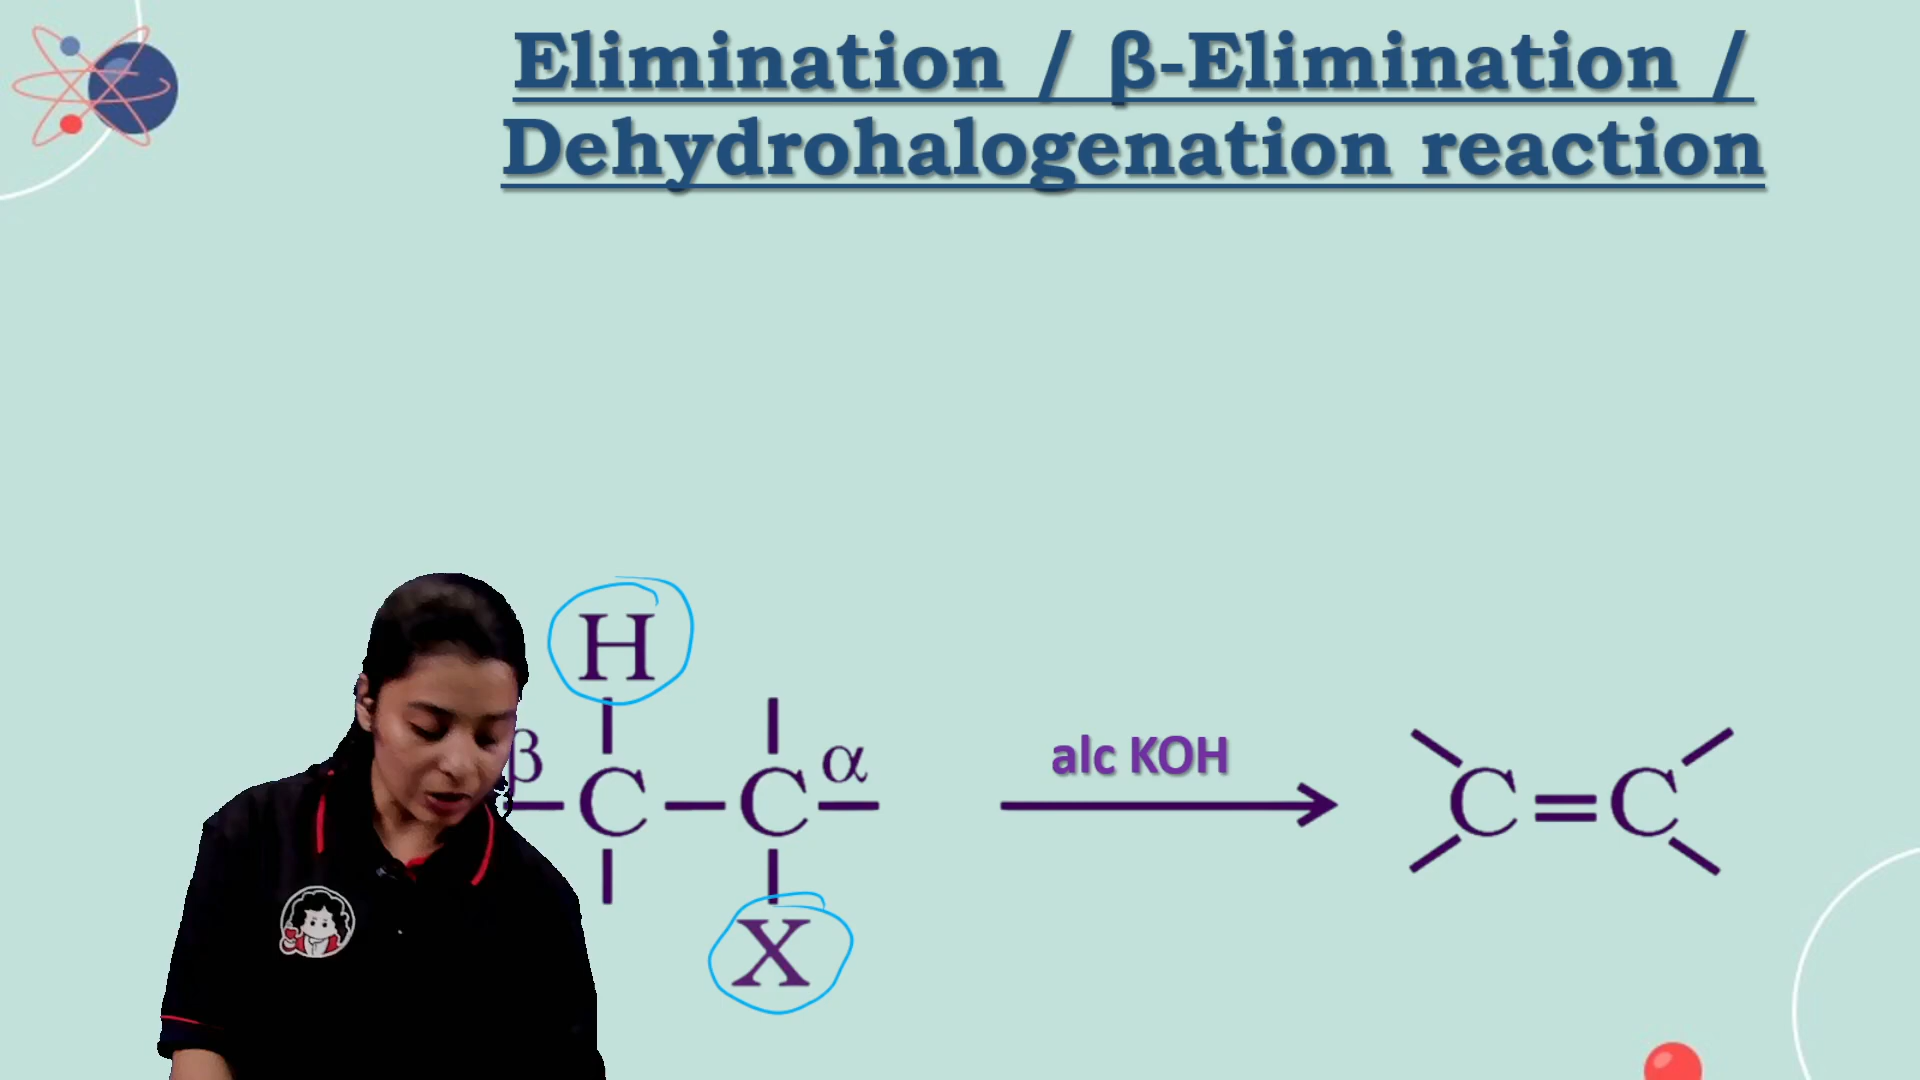 Elimination / β-Elimination /
Dehydrohalogenation reaction
H
β
C
C
α
X
alc KOH
C=C